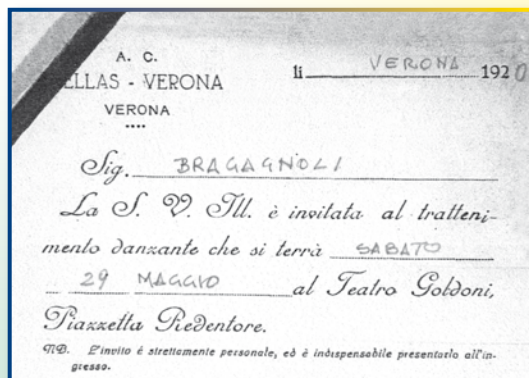 A. C.
ELLAS - VERONA
VERONA
li VERONA 1920
Sig. BRAGAGNOLI
La S. V. Ill. è invitata al tratteni-
mento danzante che si terrà SABATO
29 MAGGIO al Teatro Goldoni,
Piazzetta Redentore.
NB. L'invito è strettamente personale, ed è indispensabile presentarlo all'in-
gresso.